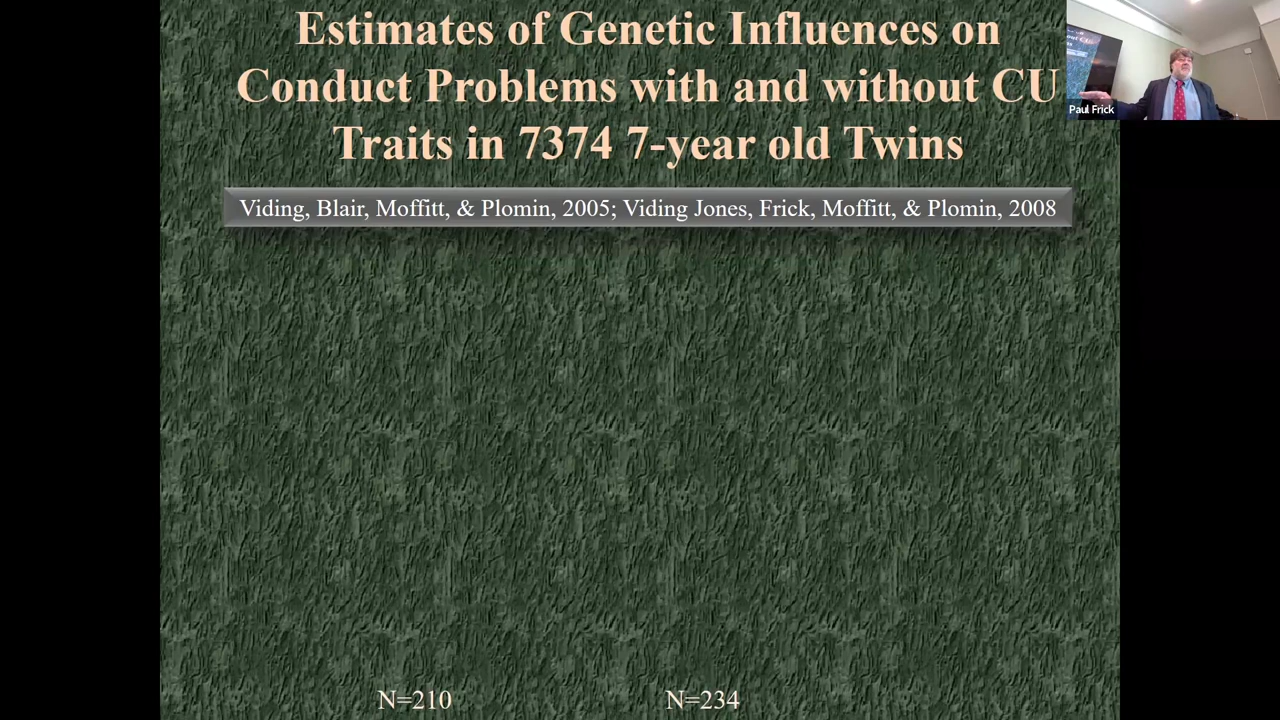 Estimates of Genetic Influences on
Conduct Problems with and without CU
Traits in 7374 7-year old Twins
Viding, Blair, Moffitt, & Plomin, 2005; Viding Jones, Frick, Moffitt, & Plomin, 2008
Paul Frick
N=210 N=234